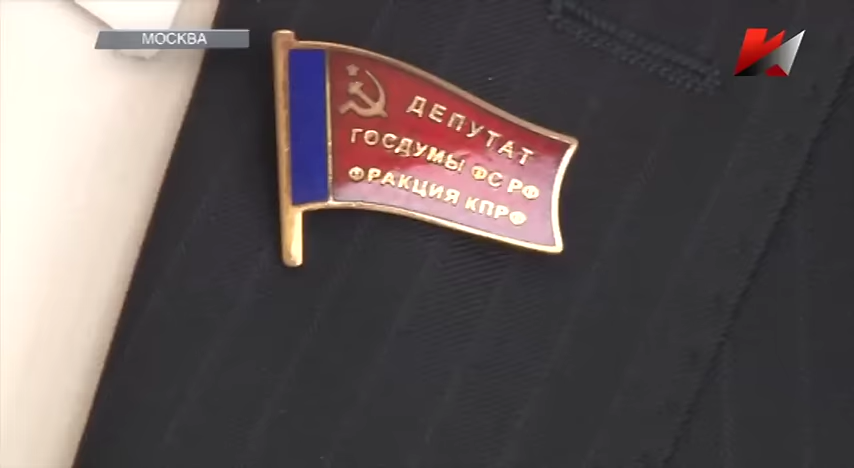 МОСКВА
ДЕПУТАТ
ГОСДУМЫ ФС РФ
ФРАКЦИЯ КПРФ